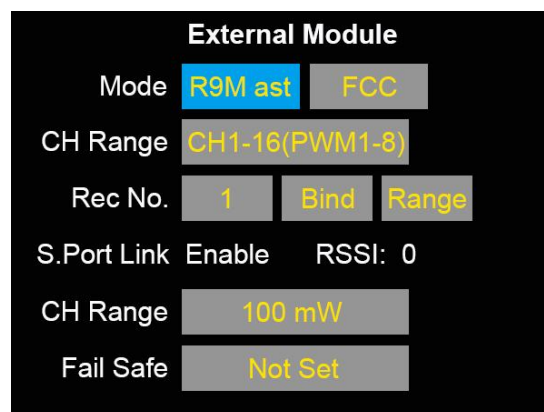 External Module
Mode R9M ast FCC
CH Range CH1-16(PWM1-8)
Rec No. 1 Bind Range
S.Port Link Enable RSSI: 0
CH Range 100 mW
Fail Safe Not Set